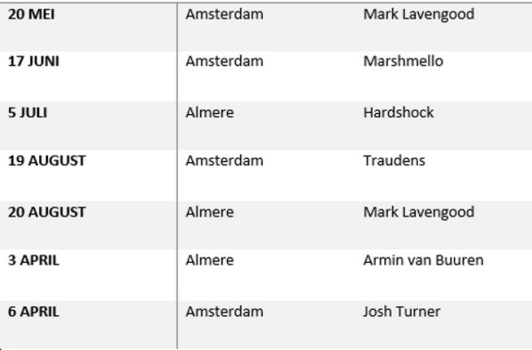 20 MEI Amsterdam Mark Lavengood
17 JUNI Amsterdam Marshmello
5 JULI Almere Hardshock
19 AUGUST Amsterdam Traudens
20 AUGUST Almere Mark Lavengood
3 APRIL Almere Armin van Buuren
6 APRIL Amsterdam Josh Turner